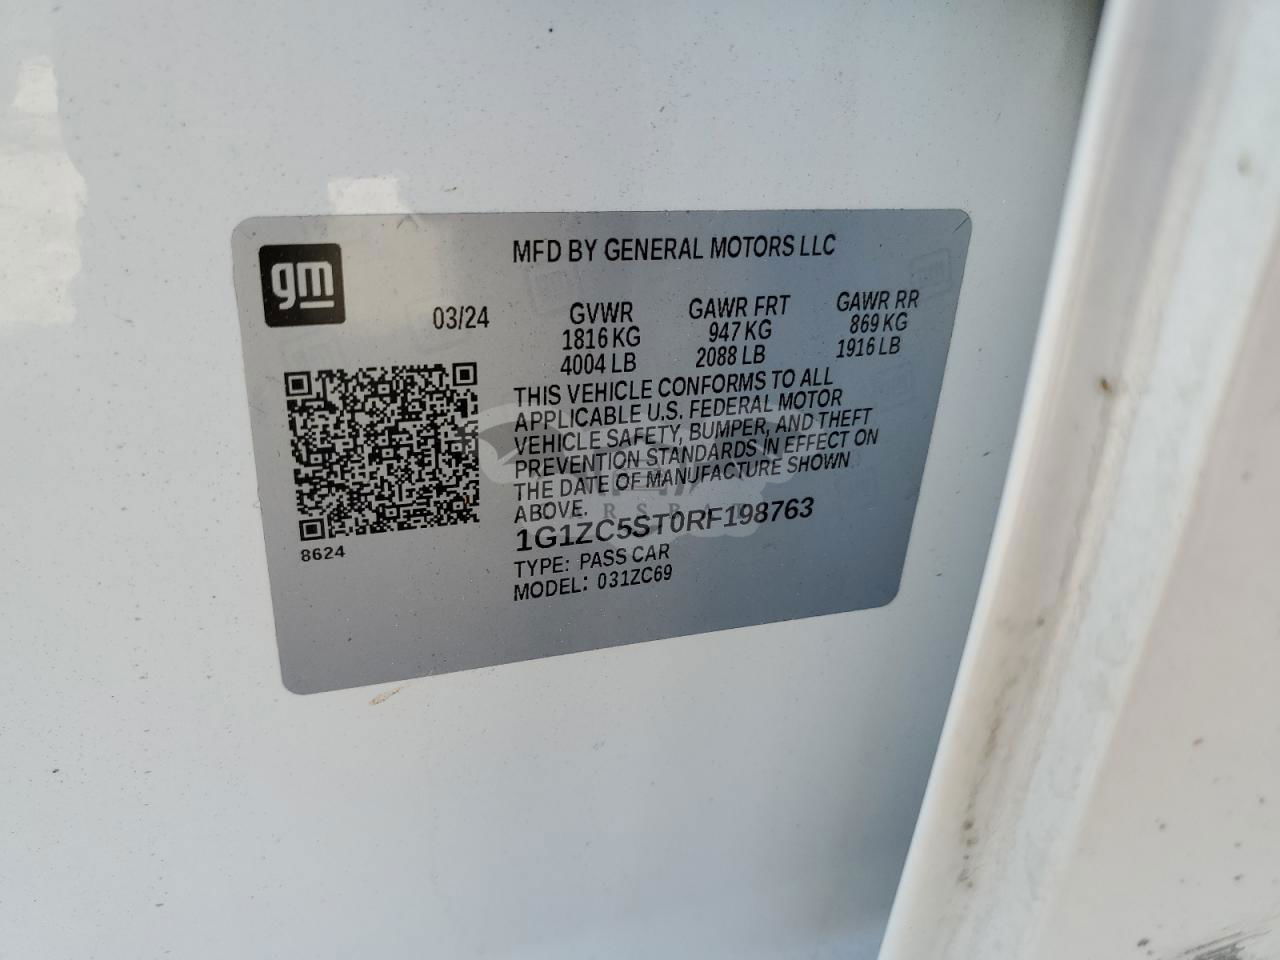 gm
MFD BY GENERAL MOTORS LLC
03/24
GVWR GAWR FRT GAWR RR
1816 KG 947 KG 869 KG
4004 LB 2088 LB 1916 LB
THIS VEHICLE CONFORMS TO ALL
APPLICABLE U.S. FEDERAL MOTOR
VEHICLE SAFETY, BUMPER, AND THEFT
PREVENTION STANDARDS IN EFFECT ON
THE DATE OF MANUFACTURE SHOWN
ABOVE.
1G1ZC5ST0RF198763
8624
TYPE: PASS CAR
MODEL: 031ZC69